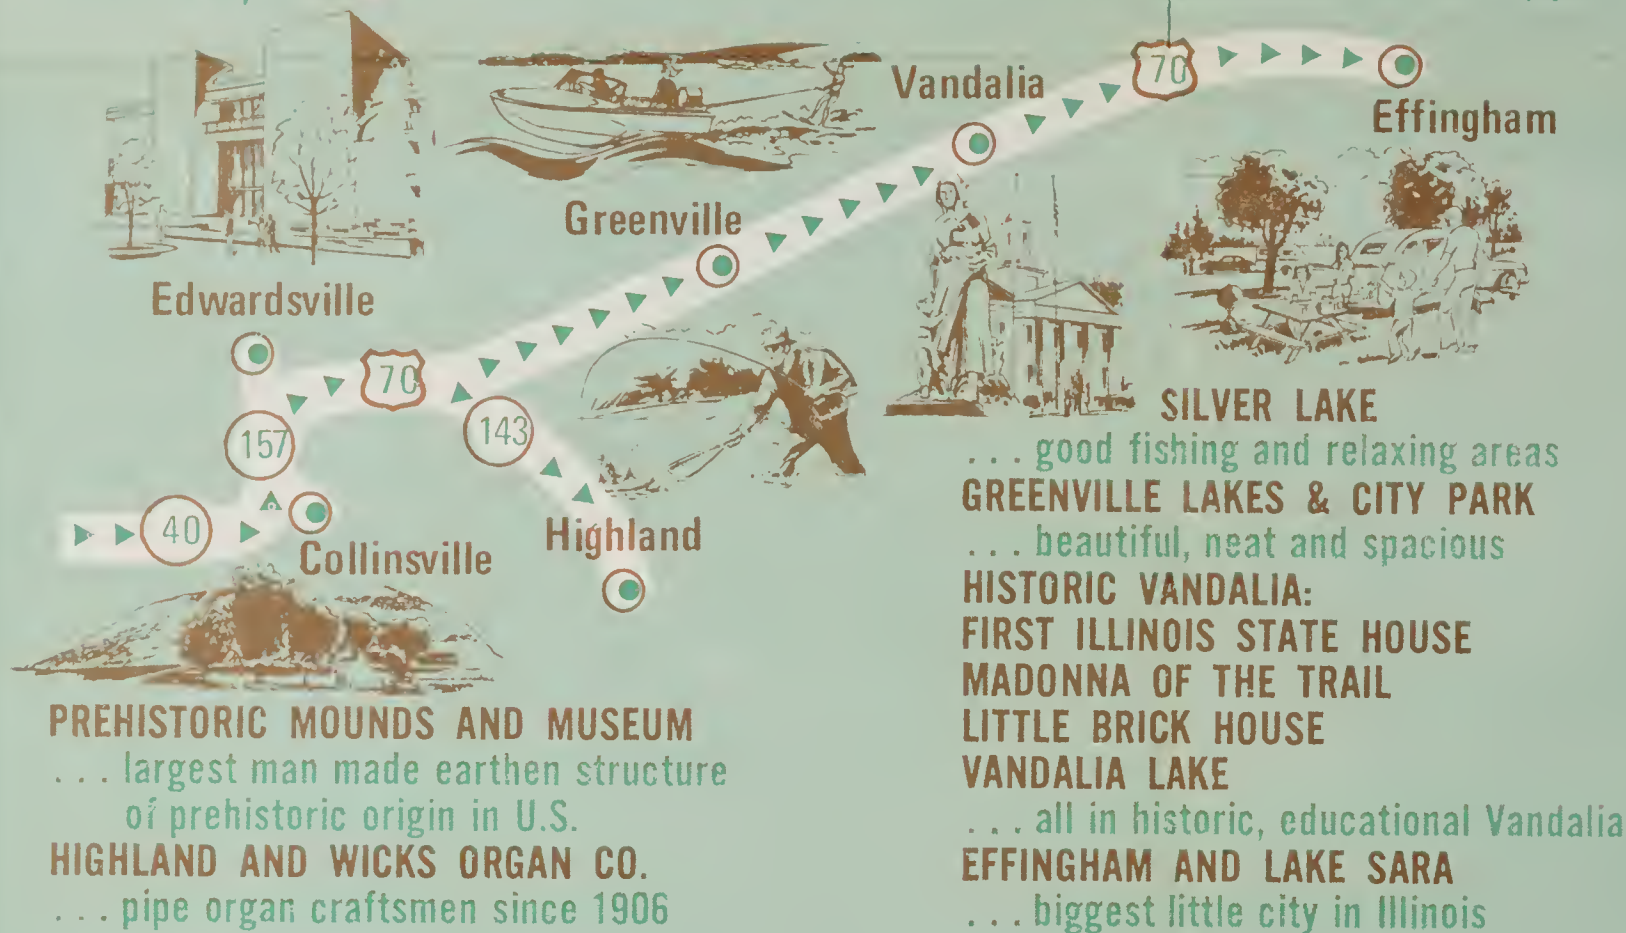 70
Vandalia
Effingham
Greenville
Edwardsville
70
157
143
40
Collinsville
Highland
PREHISTORIC MOUNDS AND MUSEUM
... largest man made earthen structure
of prehistoric origin in U.S.
HIGHLAND AND WICKS ORGAN CO.
... pipe organ craftsmen since 1906
SILVER LAKE
... good fishing and relaxing areas
GREENVILLE LAKES & CITY PARK
... beautiful, neat and spacious
HISTORIC VANDALIA:
FIRST ILLINOIS STATE HOUSE
MADONNA OF THE TRAIL
LITTLE BRICK HOUSE
VANDALIA LAKE
... all in historic, educational Vandalia
EFFINGHAM AND LAKE SARA
... biggest little city in Illinois